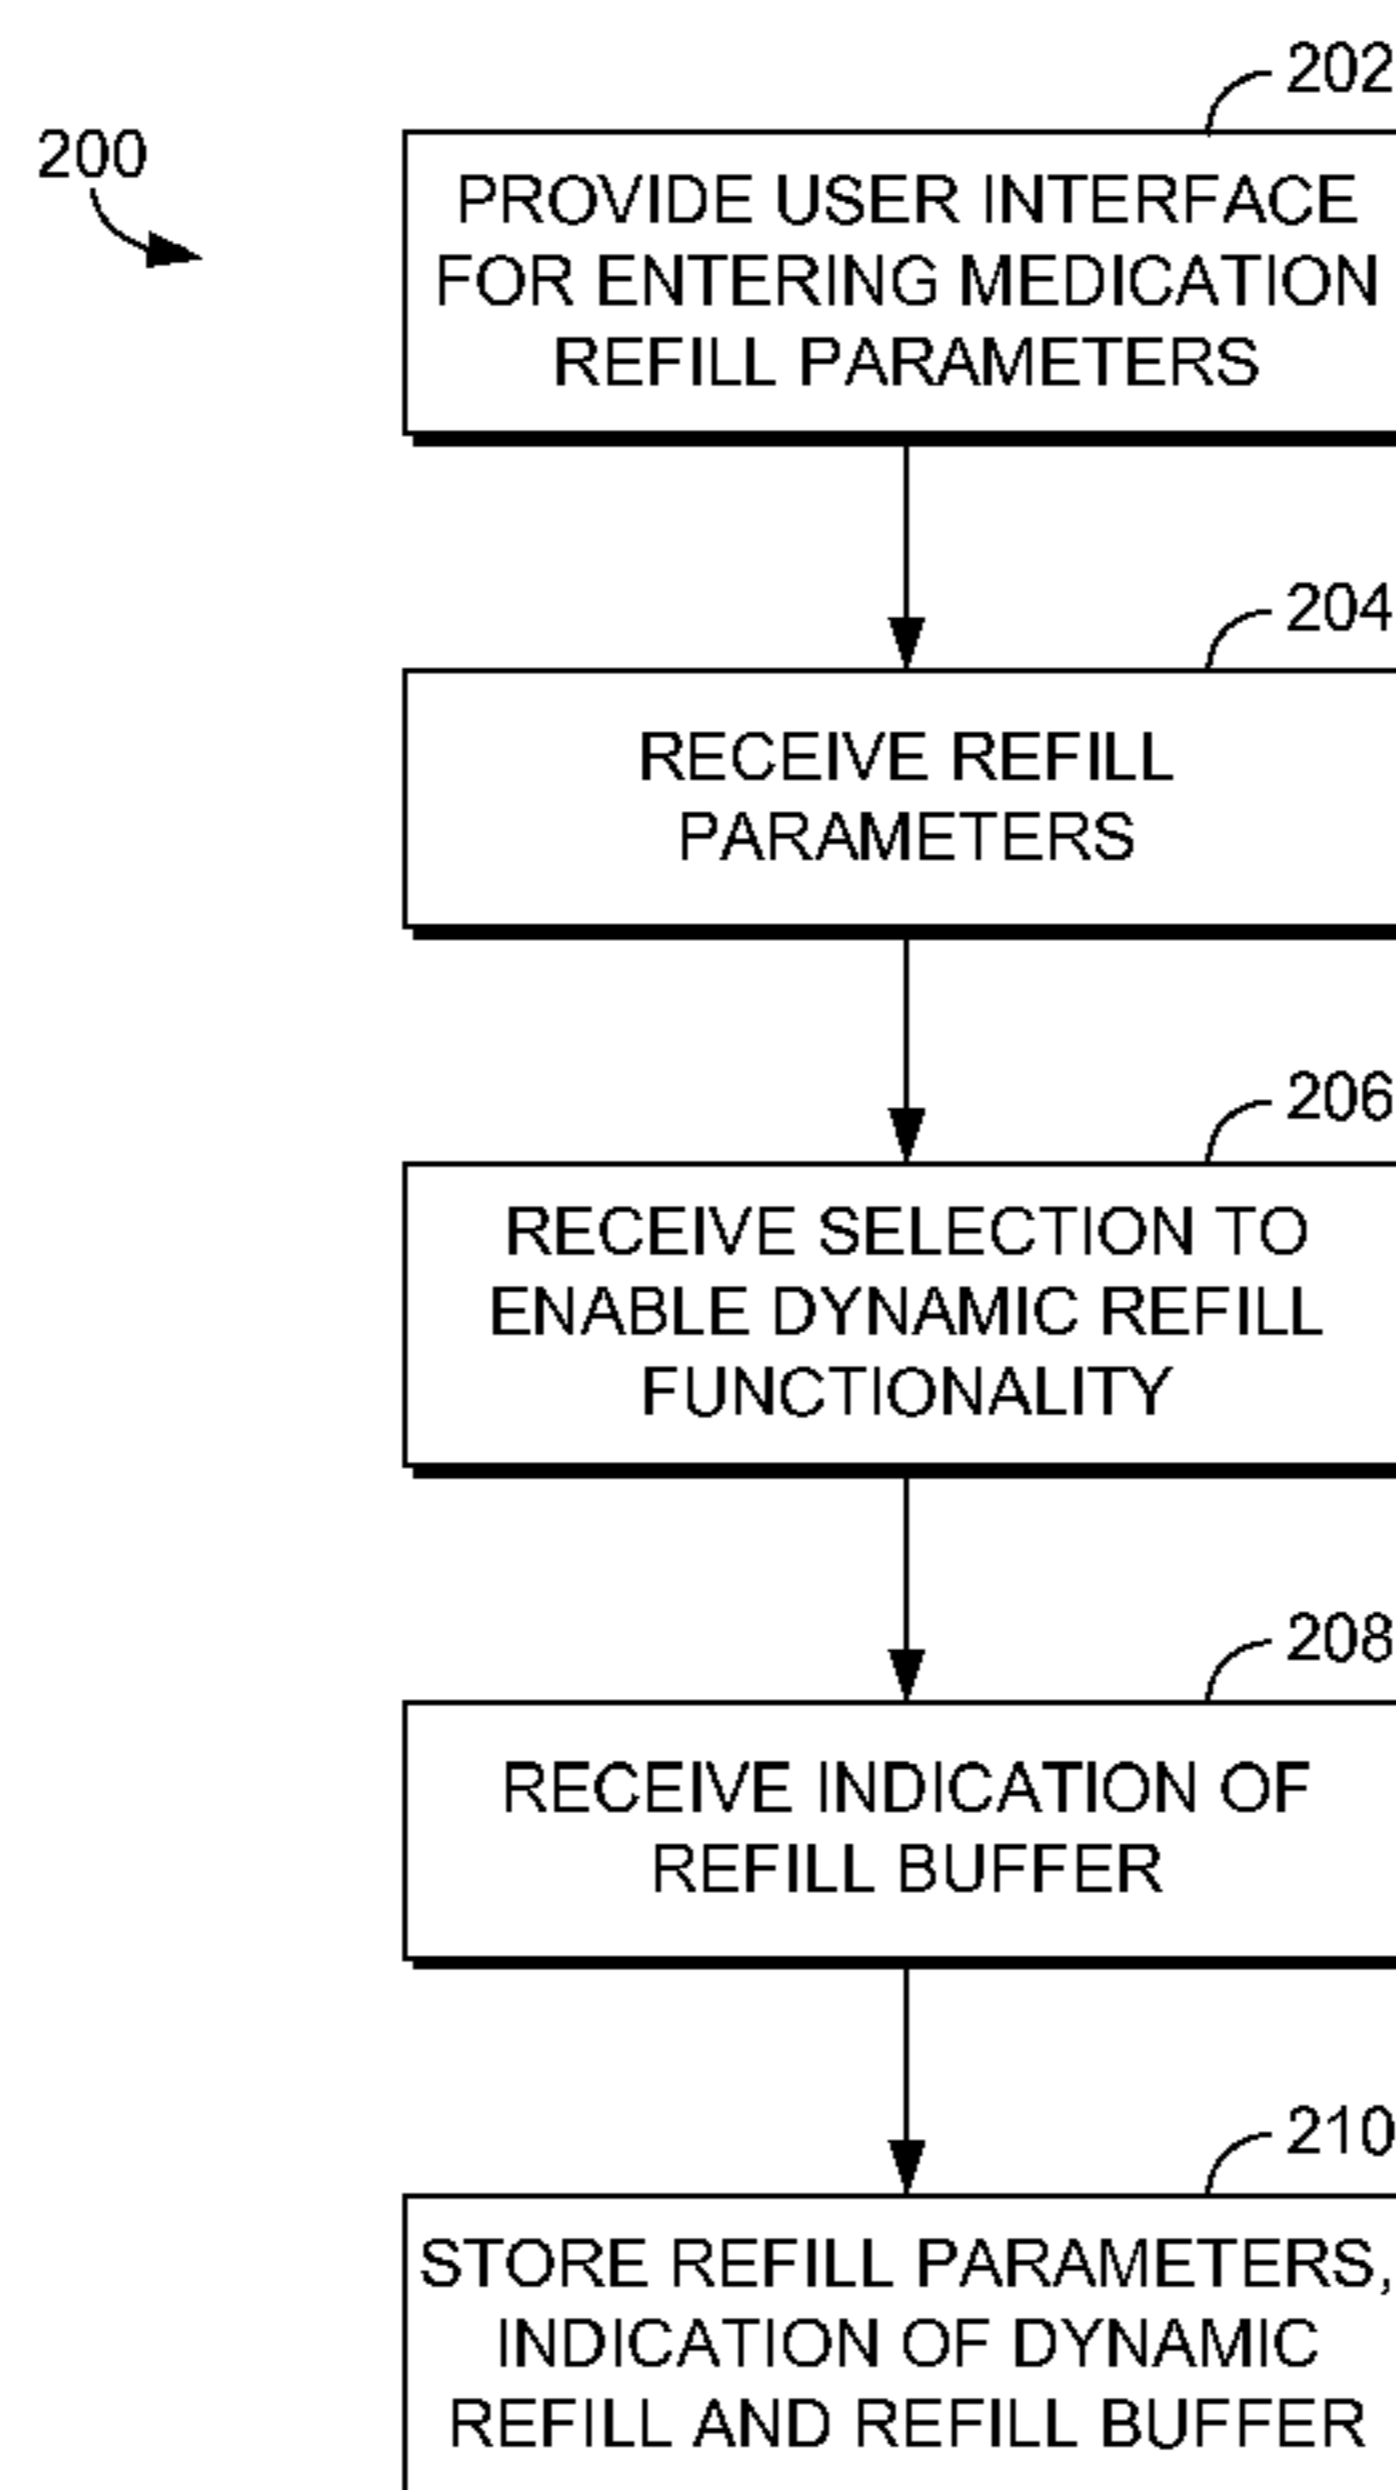 200
202
PROVIDE USER INTERFACE
FOR ENTERING MEDICATION
REFILL PARAMETERS
204
RECEIVE REFILL
PARAMETERS
206
RECEIVE SELECTION TO
ENABLE DYNAMIC REFILL
FUNCTIONALITY
208
RECEIVE INDICATION OF
REFILL BUFFER
210
STORE REFILL PARAMETERS,
INDICATION OF DYNAMIC
REFILL AND REFILL BUFFER